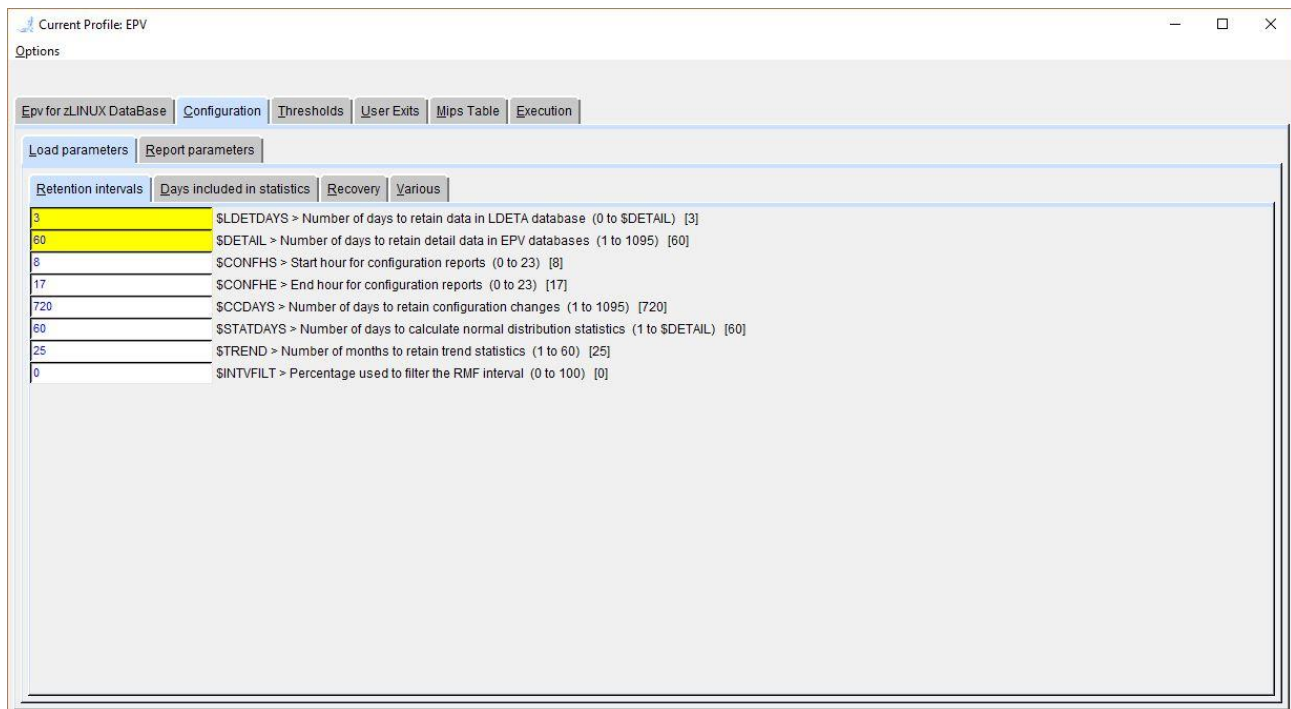 Current Profile: EPV
Options
Epv for zLINUX DataBase Configuration Thresholds User Exits Mips Table Execution
Load parameters Report parameters
Retention intervals Days included in statistics Recovery Various
3 $LDETDAYS > Number of days to retain data in LDETA database (0 to $DETAIL) [3]
60 $DETAIL > Number of days to retain detail data in EPV databases (1 to 1095) [60]
8 $CONFHS > Start hour for configuration reports (0 to 23) [8]
17 $CONFHE > End hour for configuration reports (0 to 23) [17]
720 $CCDAYS > Number of days to retain configuration changes (1 to 1095) [720]
60 $STATDAYS > Number of days to calculate normal distribution statistics (1 to $DETAIL) [60]
25 $TREND > Number of months to retain trend statistics (1 to 60) [25]
0 $INTVFILT > Percentage used to filter the RMF interval (0 to 100) [0]